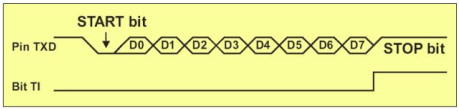 START bit
Pin TXD D0 D1 D2 D3 D4 D5 D6 D7 STOP bit
Bit TI